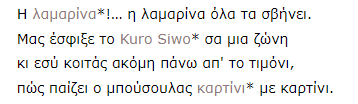 Η λαμαρίνα*!… η λαμαρίνα όλα τα σβήνει.
Μας έσφιξε το Kuro Siwo* σα μια ζώνη
κι εσύ κοιτάς ακόμη πάνω απ' το τιμόνι,
πώς παίζει ο μπούσουλας καρτίνι* με καρτίνι.